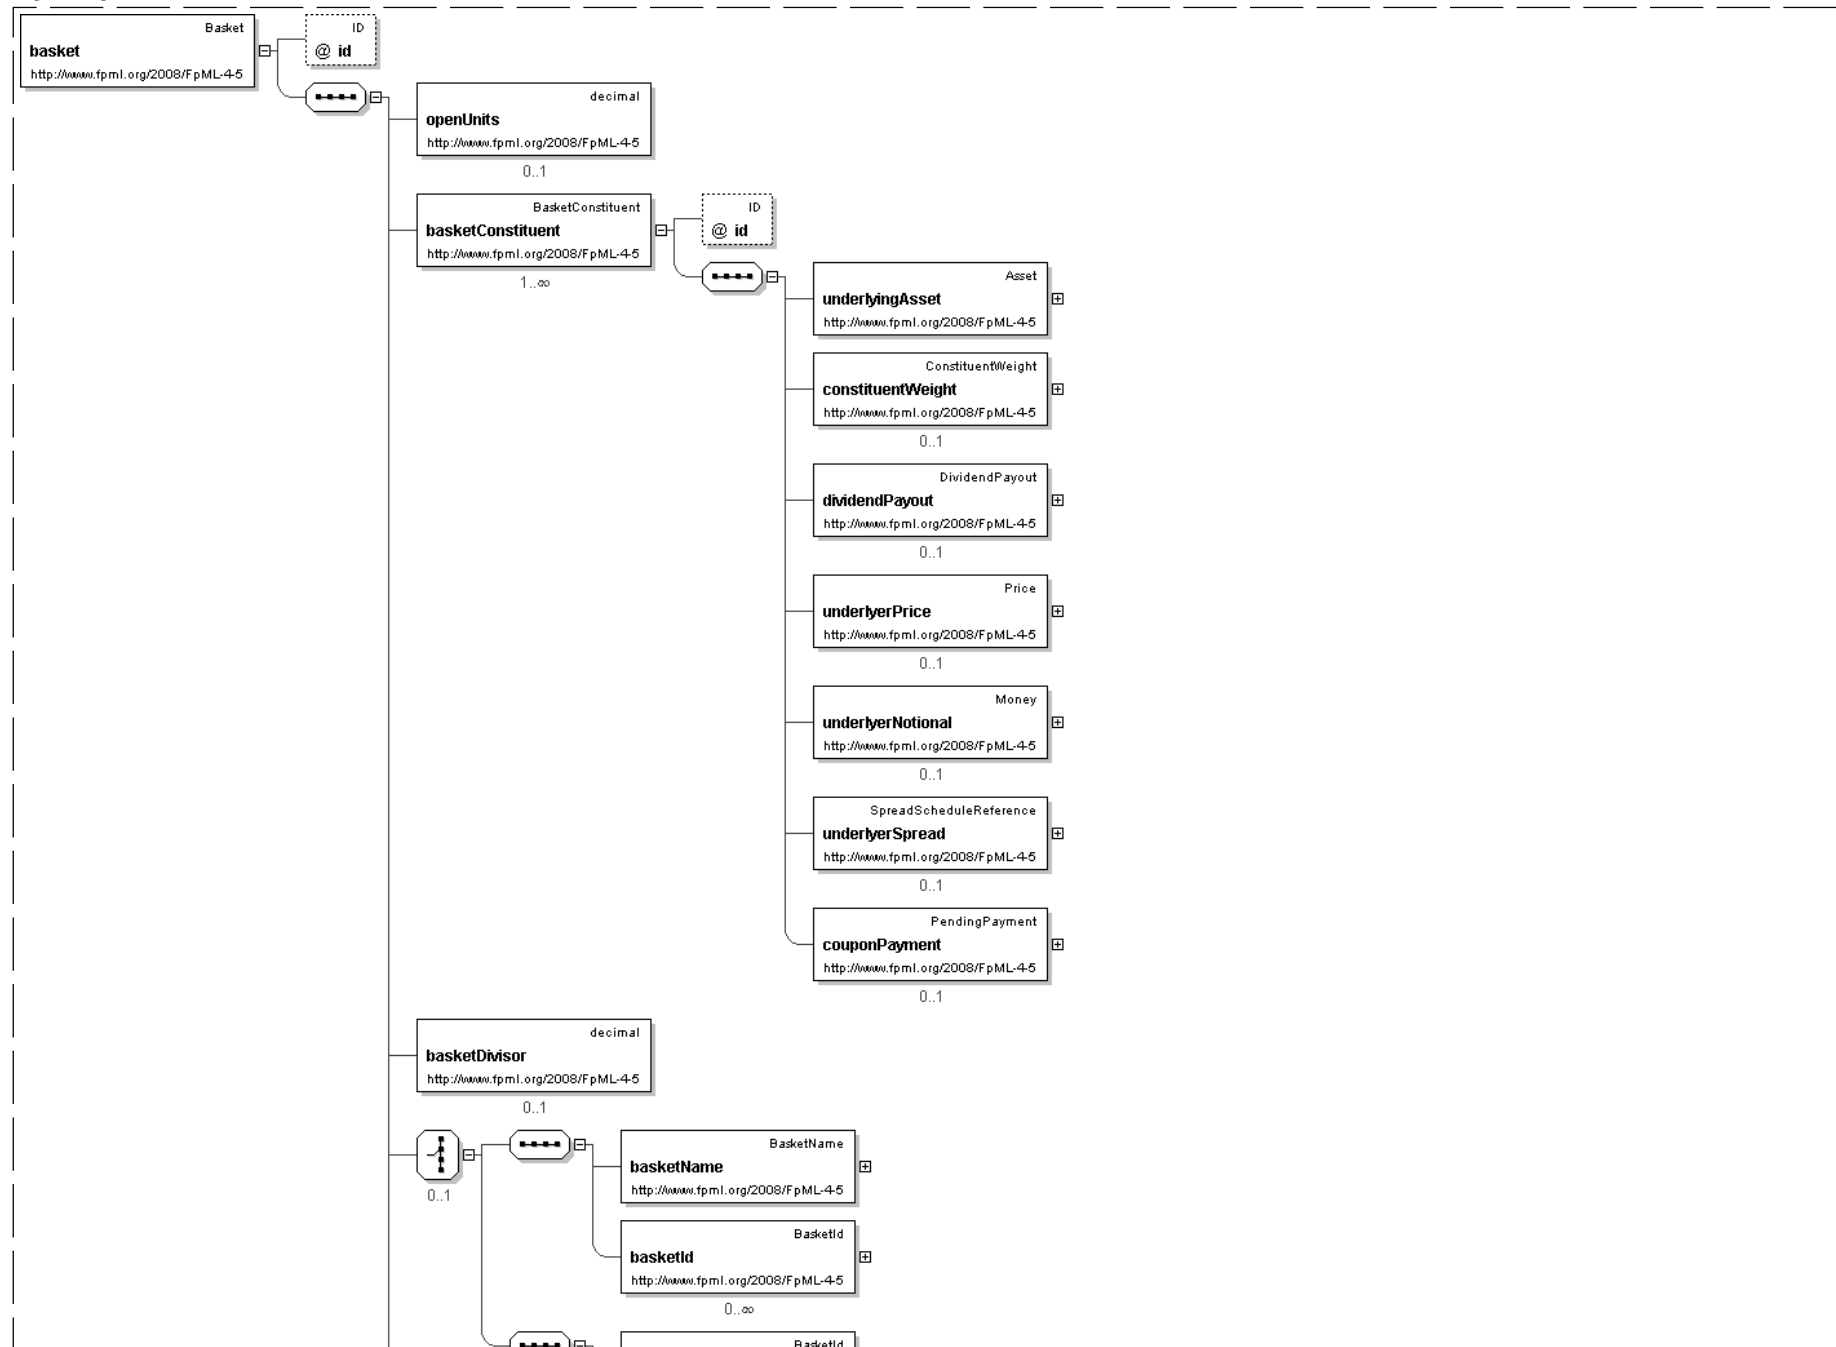 Basket
basket
http://www.fpml.org/2008/FpML-4-5
ID
@ id
decimal
openUnits
http://www.fpml.org/2008/FpML-4-5
0..1
BasketConstituent
basketConstituent
http://www.fpml.org/2008/FpML-4-5
1..∞
ID
@ id
Asset
underlyingAsset
http://www.fpml.org/2008/FpML-4-5
ConstituentWeight
constituentWeight
http://www.fpml.org/2008/FpML-4-5
0..1
DividendPayout
dividendPayout
http://www.fpml.org/2008/FpML-4-5
0..1
Price
underlyerPrice
http://www.fpml.org/2008/FpML-4-5
0..1
Money
underlyerNotional
http://www.fpml.org/2008/FpML-4-5
0..1
SpreadScheduleReference
underlyerSpread
http://www.fpml.org/2008/FpML-4-5
0..1
PendingPayment
couponPayment
http://www.fpml.org/2008/FpML-4-5
0..1
decimal
basketDivisor
http://www.fpml.org/2008/FpML-4-5
0..1
0..1
BasketName
basketName
http://www.fpml.org/2008/FpML-4-5
BasketId
basketId
http://www.fpml.org/2008/FpML-4-5
0..∞
BasketId